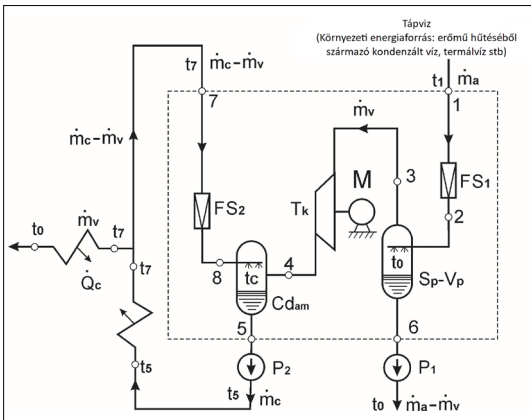 Tápvíz
(Környezeti energiaforrás: erőmű hűtéséből
származó kondenzált víz, termálvíz stb)
t7 ṁc-ṁv
t1 ṁa
7
1
ṁv
ṁc-ṁv
3
M
FS1
FS2
Tk
2
ṁv
t0
t7
t7
8
tc
4
t0
Q̇c
Cdam
Sp-Vp
5
6
t5
P2
P1
t5 ṁc
t0 ṁa-ṁv